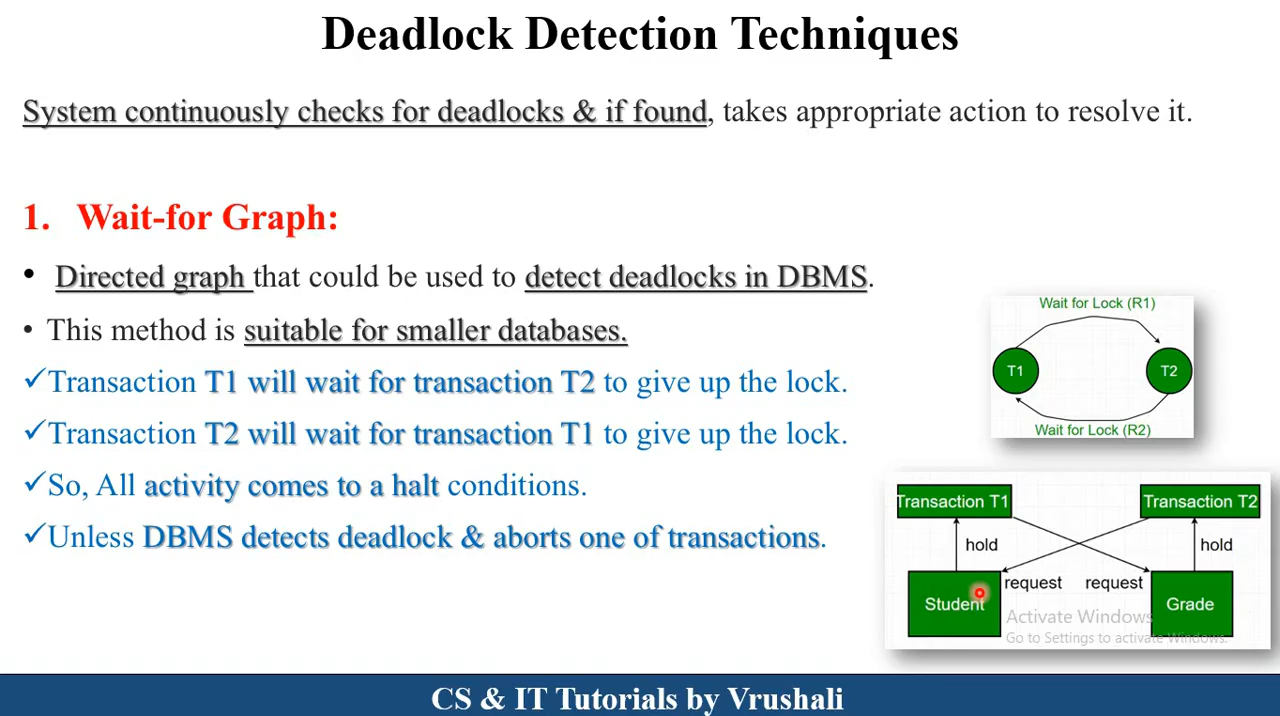 Deadlock Detection Techniques
System continuously checks for deadlocks & if found, takes appropriate action to resolve it.
1. Wait-for Graph:
• Directed graph that could be used to detect deadlocks in DBMS.
• This method is suitable for smaller databases.
✓Transaction T1 will wait for transaction T2 to give up the lock.
✓Transaction T2 will wait for transaction T1 to give up the lock.
✓So, All activity comes to a halt conditions.
✓Unless DBMS detects deadlock & aborts one of transactions.
Wait for Lock (R1)
T1 T2
Wait for Lock (R2)
Transaction T1 Transaction T2
hold hold
request request
Student Grade
Activate Windows
Go to Settings to activate Windows.
CS & IT Tutorials by Vrushali